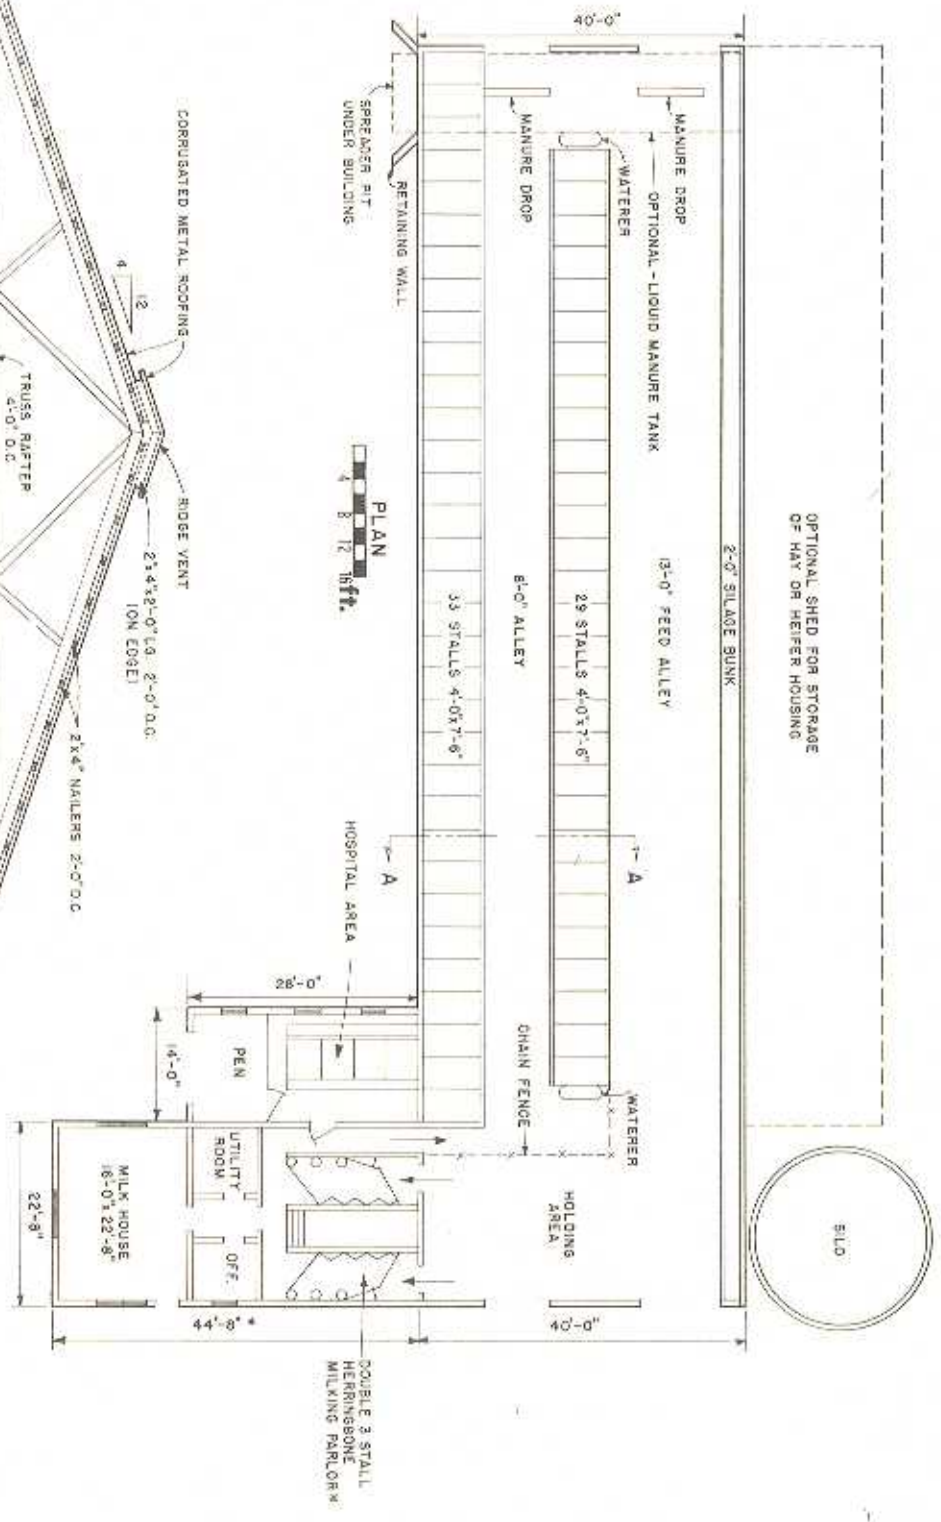 40'-0"
SPREADER PIT
UNDER BUILDING
RETAINING WALL
MANURE DROP
WATERER
MANURE DROP
OPTIONAL - LIQUID MANURE TANK
CORRUGATED METAL ROOFING
12
4
TRUSS RAFTER
4'-0" O.C.
RIDGE VENT
2"x4"x2'-0" LG. 2'-0" O.C.
(ON EDGE)
2"x4" NAILERS 2'-0" O.C.
PLAN
4 8 12 16 ft.
33 STALLS 4'-0"x7'-6"
8'-0" ALLEY
29 STALLS 4'-0"x7'-6"
13'-0" FEED ALLEY
2'-0" SILAGE BUNK
OPTIONAL SHED FOR STORAGE
OF HAY OR HEIFER HOUSING
A
A
HOSPITAL AREA
28'-0"
14'-0"
PEN
CHAIN FENCE
WATERER
UTILITY
ROOM
OFF.
MILK HOUSE
16'-0"x 22'-8"
22'-8"
HOLDING
AREA
SILO
44'-8" *
40'-0"
DOUBLE 3 STALL
HERRINGBONE
MILKING PARLOR *